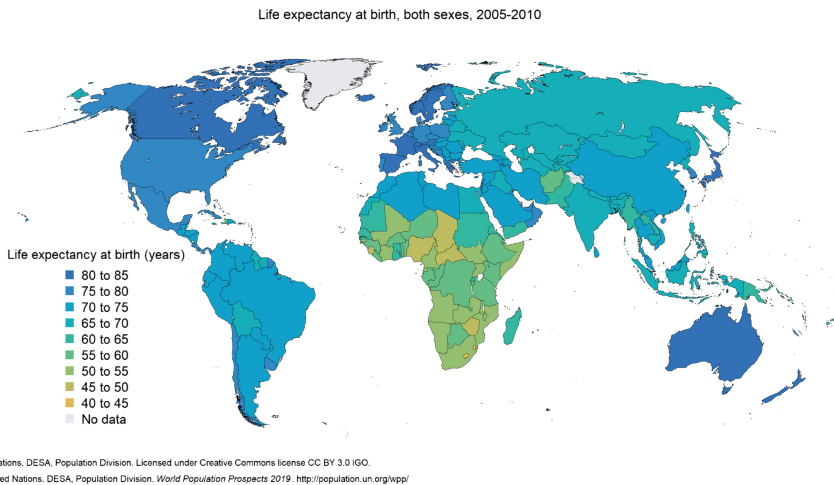 Life expectancy at birth, both sexes, 2005-2010
Life expectancy at birth (years)
80 to 85
75 to 80
70 to 75
65 to 70
60 to 65
55 to 60
50 to 55
45 to 50
40 to 45
No data
ations, DESA, Population Division. Licensed under Creative Commons license CC BY 3.0 IGO.
ed Nations, DESA, Population Division. World Population Prospects 2019. http://population.un.org/wpp/